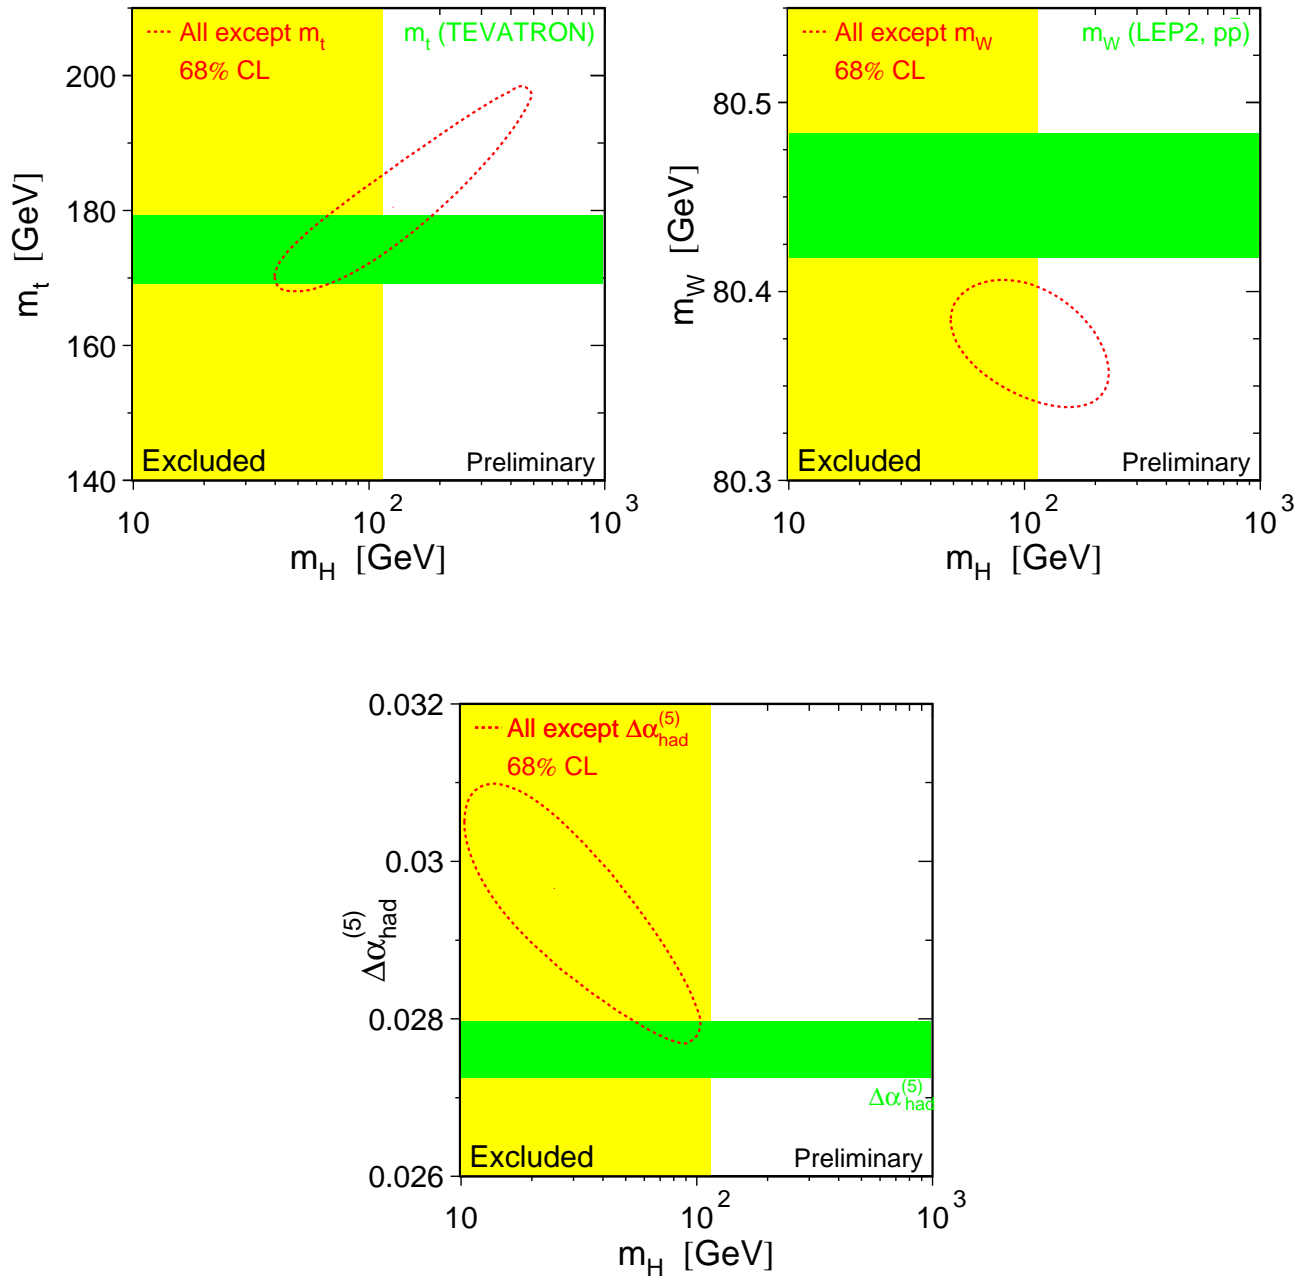 All except m_t
68% CL
m_t (TEVATRON)
200
180
160
140
m_t [GeV]
Excluded
Preliminary
10
10^2
10^3
m_H [GeV]
All except m_W
68% CL
m_W (LEP2, pp̄)
80.5
80.4
80.3
m_W [GeV]
Excluded
Preliminary
10
10^2
10^3
m_H [GeV]
All except Δα_had^(5)
68% CL
0.032
0.03
0.028
0.026
Δα_had^(5)
Δα_had^(5)
Excluded
Preliminary
10
10^2
10^3
m_H [GeV]